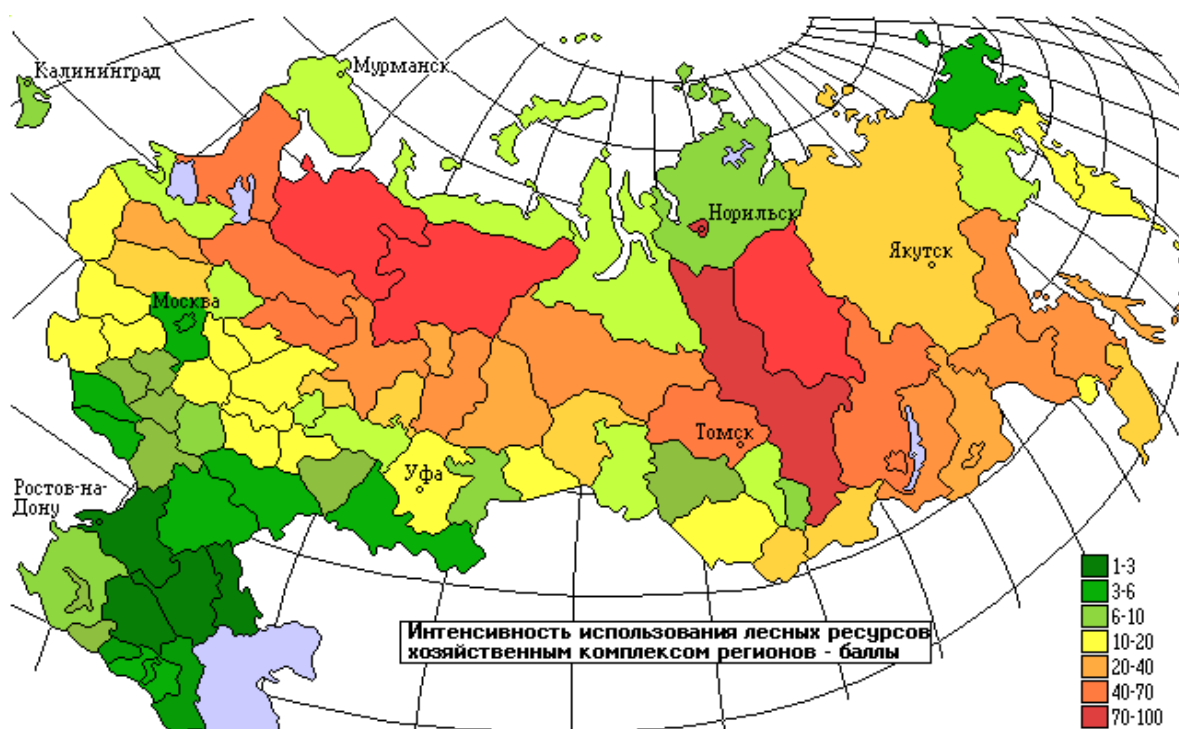 Калининград
Мурманск
Норильск
Якутск
Москва
Томск
Уфа
Ростов-на-
Дону
Интенсивность использования лесных ресурсов
хозяйственным комплексом регионов - баллы
1-3
3-6
6-10
10-20
20-40
40-70
70-100